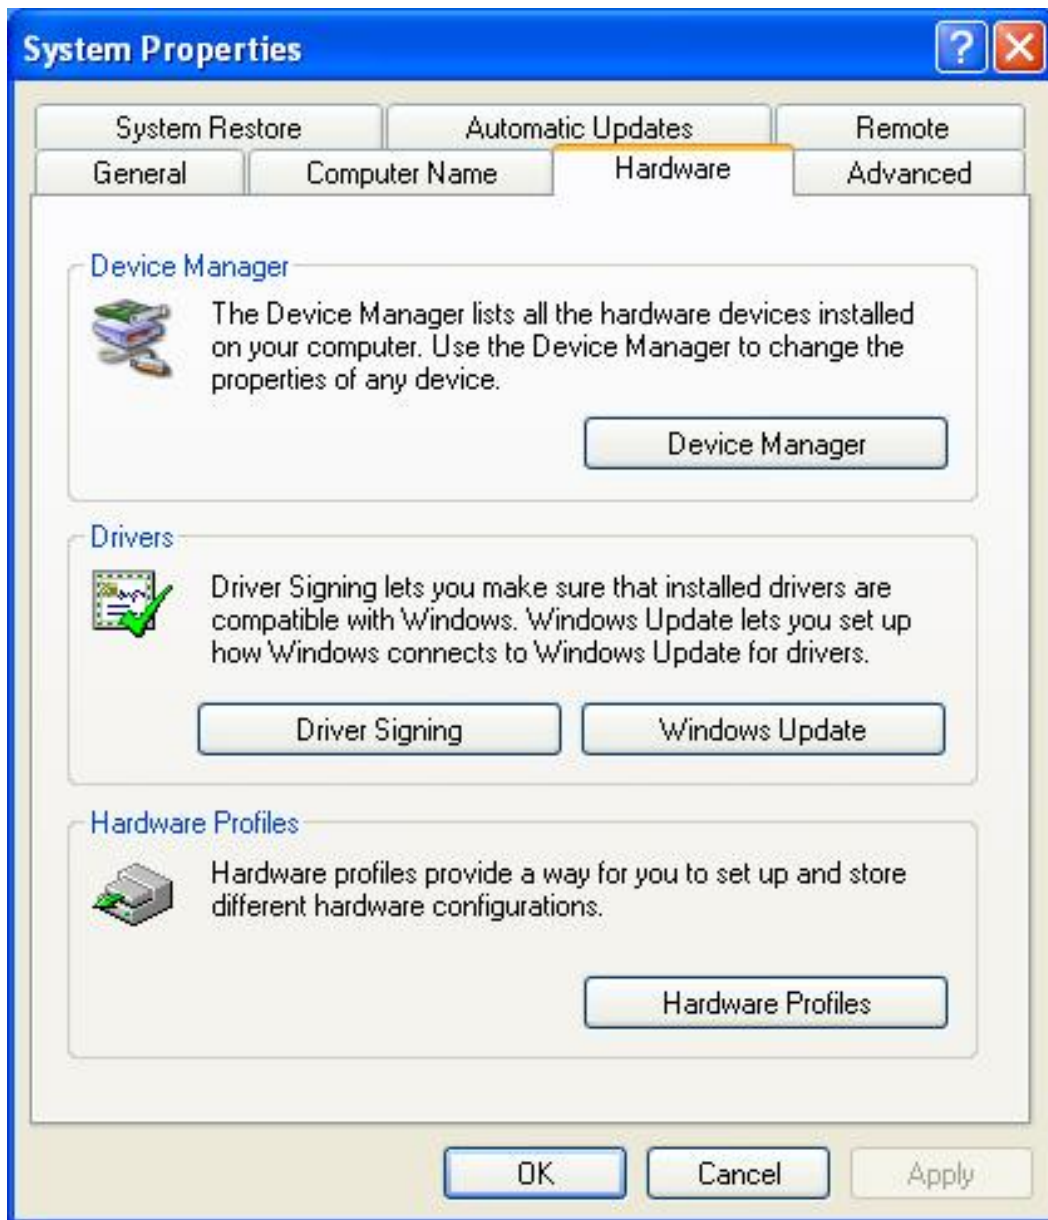 System Properties
?
System Restore Automatic Updates Remote
General Computer Name Hardware Advanced
Device Manager
The Device Manager lists all the hardware devices installed
on your computer. Use the Device Manager to change the
properties of any device.
Device Manager
Drivers
Driver Signing lets you make sure that installed drivers are
compatible with Windows. Windows Update lets you set up
how Windows connects to Windows Update for drivers.
Driver Signing Windows Update
Hardware Profiles
Hardware profiles provide a way for you to set up and store
different hardware configurations.
Hardware Profiles
OK Cancel Apply